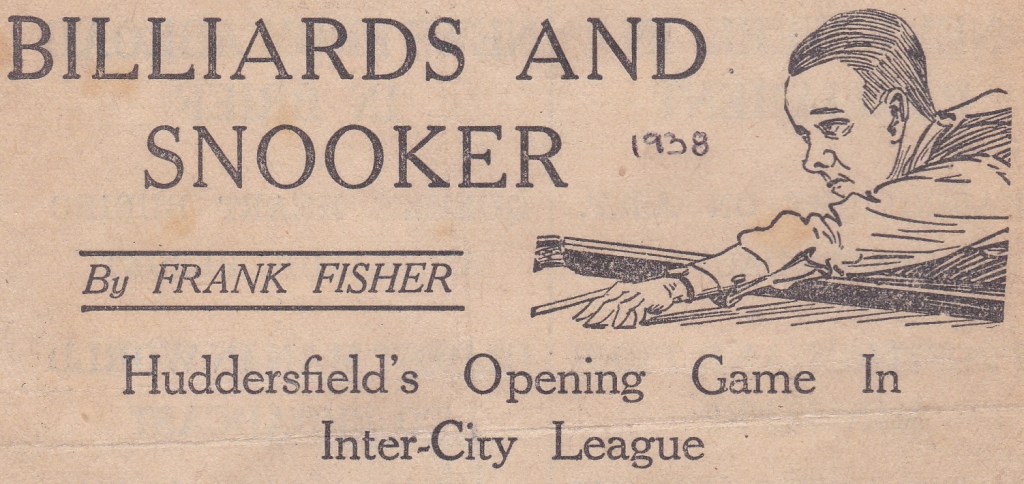 BILLIARDS AND
SNOOKER
1938
By FRANK FISHER
Huddersfield's Opening Game In
Inter-City League